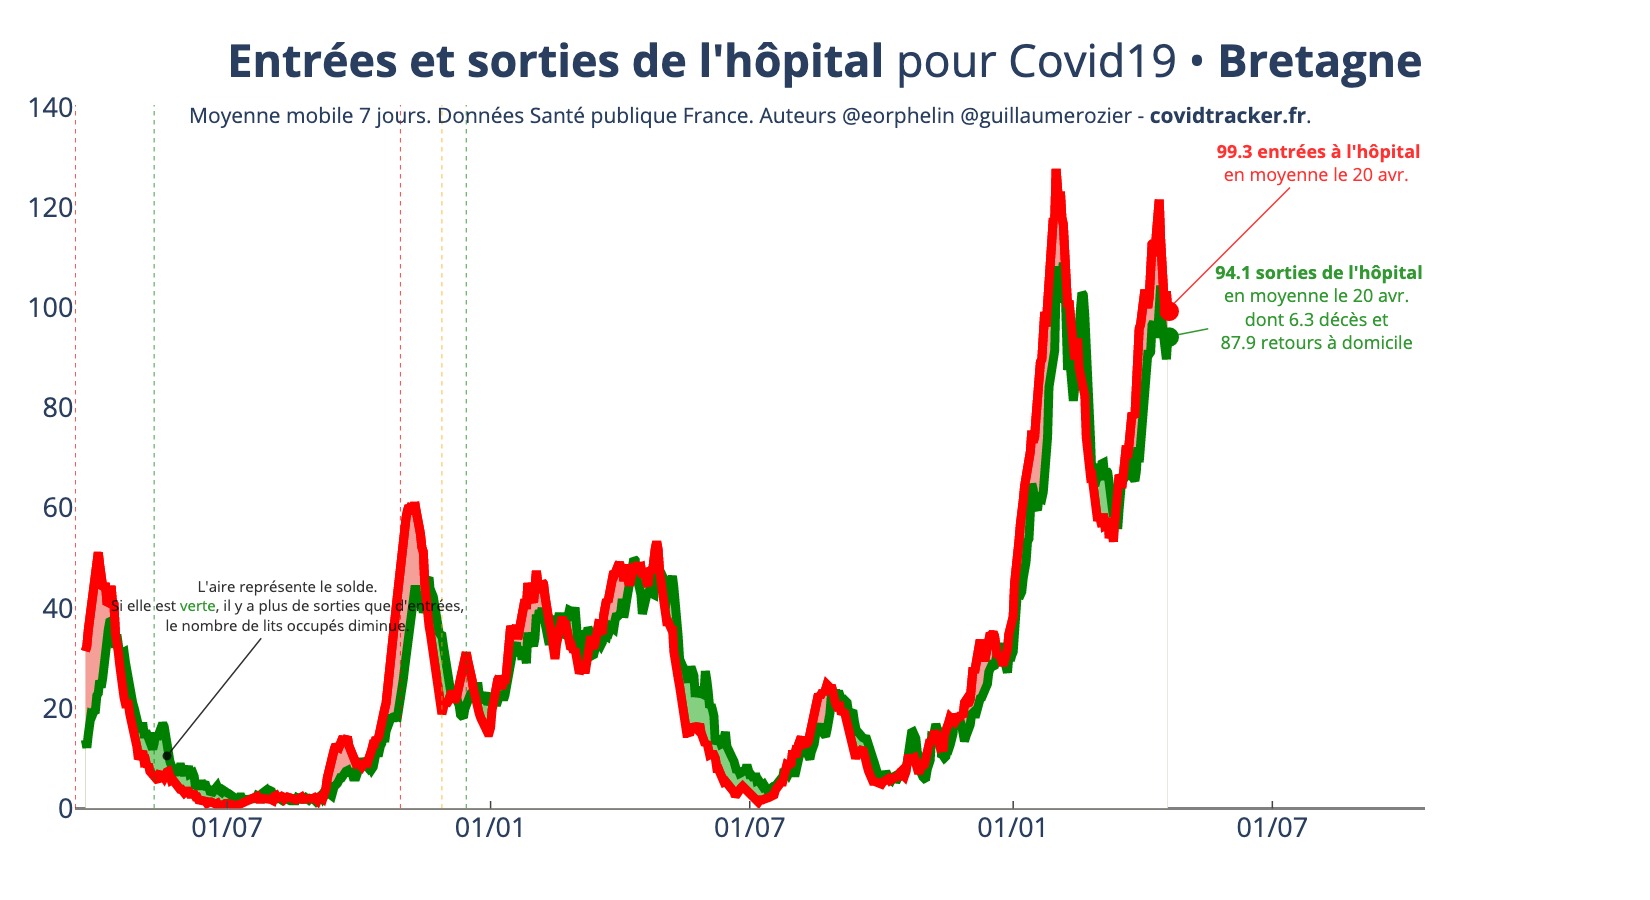 Entrées et sorties de l'hôpital pour Covid19 • Bretagne
Moyenne mobile 7 jours. Données Santé publique France. Auteurs @eorphelin @guillaumerozier - covidtracker.fr.
140
120
100
80
60
40
20
0
99.3 entrées à l'hôpital
en moyenne le 20 avr.
94.1 sorties de l'hôpital
en moyenne le 20 avr.
dont 6.3 décès et
87.9 retours à domicile
L'aire représente le solde.
Si elle est verte, il y a plus de sorties que d'entrées,
le nombre de lits occupés diminue.
01/07 01/01 01/07 01/01 01/07